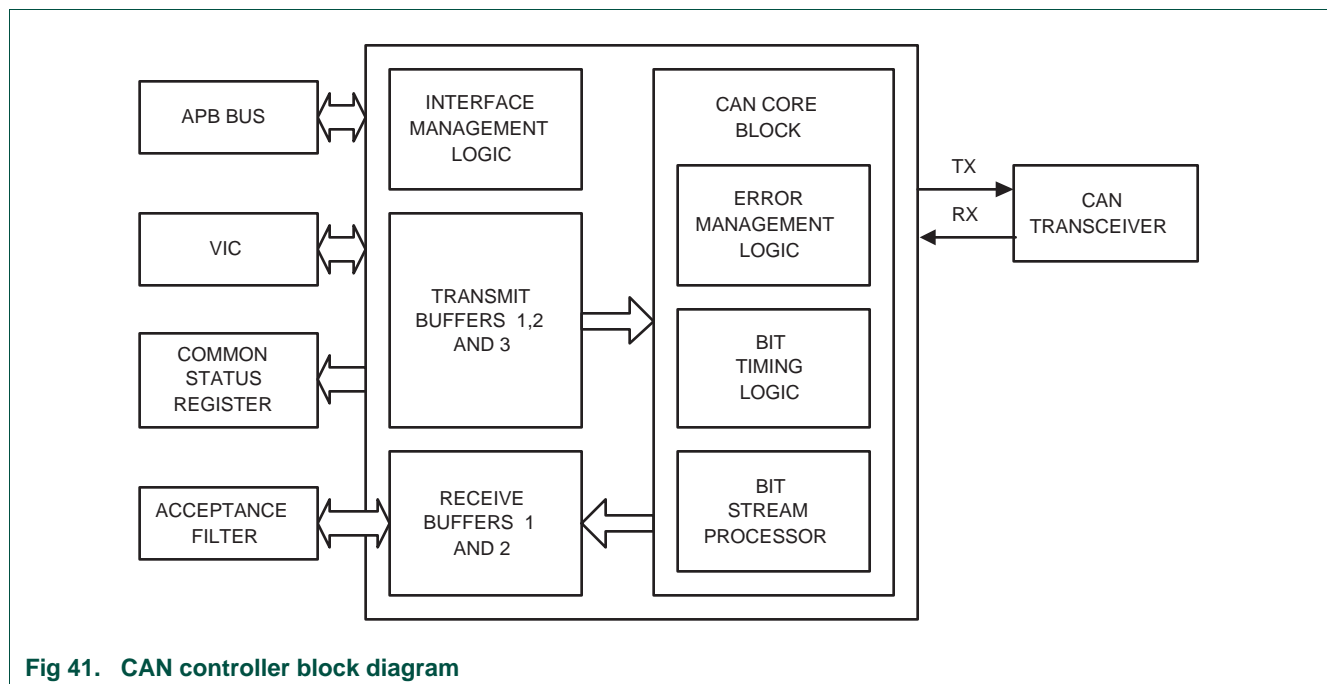 APB BUS
VIC
COMMON
STATUS
REGISTER
ACCEPTANCE
FILTER
INTERFACE
MANAGEMENT
LOGIC
TRANSMIT
BUFFERS 1,2
AND 3
RECEIVE
BUFFERS 1
AND 2
CAN CORE
BLOCK
ERROR
MANAGEMENT
LOGIC
BIT
TIMING
LOGIC
BIT
STREAM
PROCESSOR
TX
RX
CAN
TRANSCEIVER
Fig 41. CAN controller block diagram